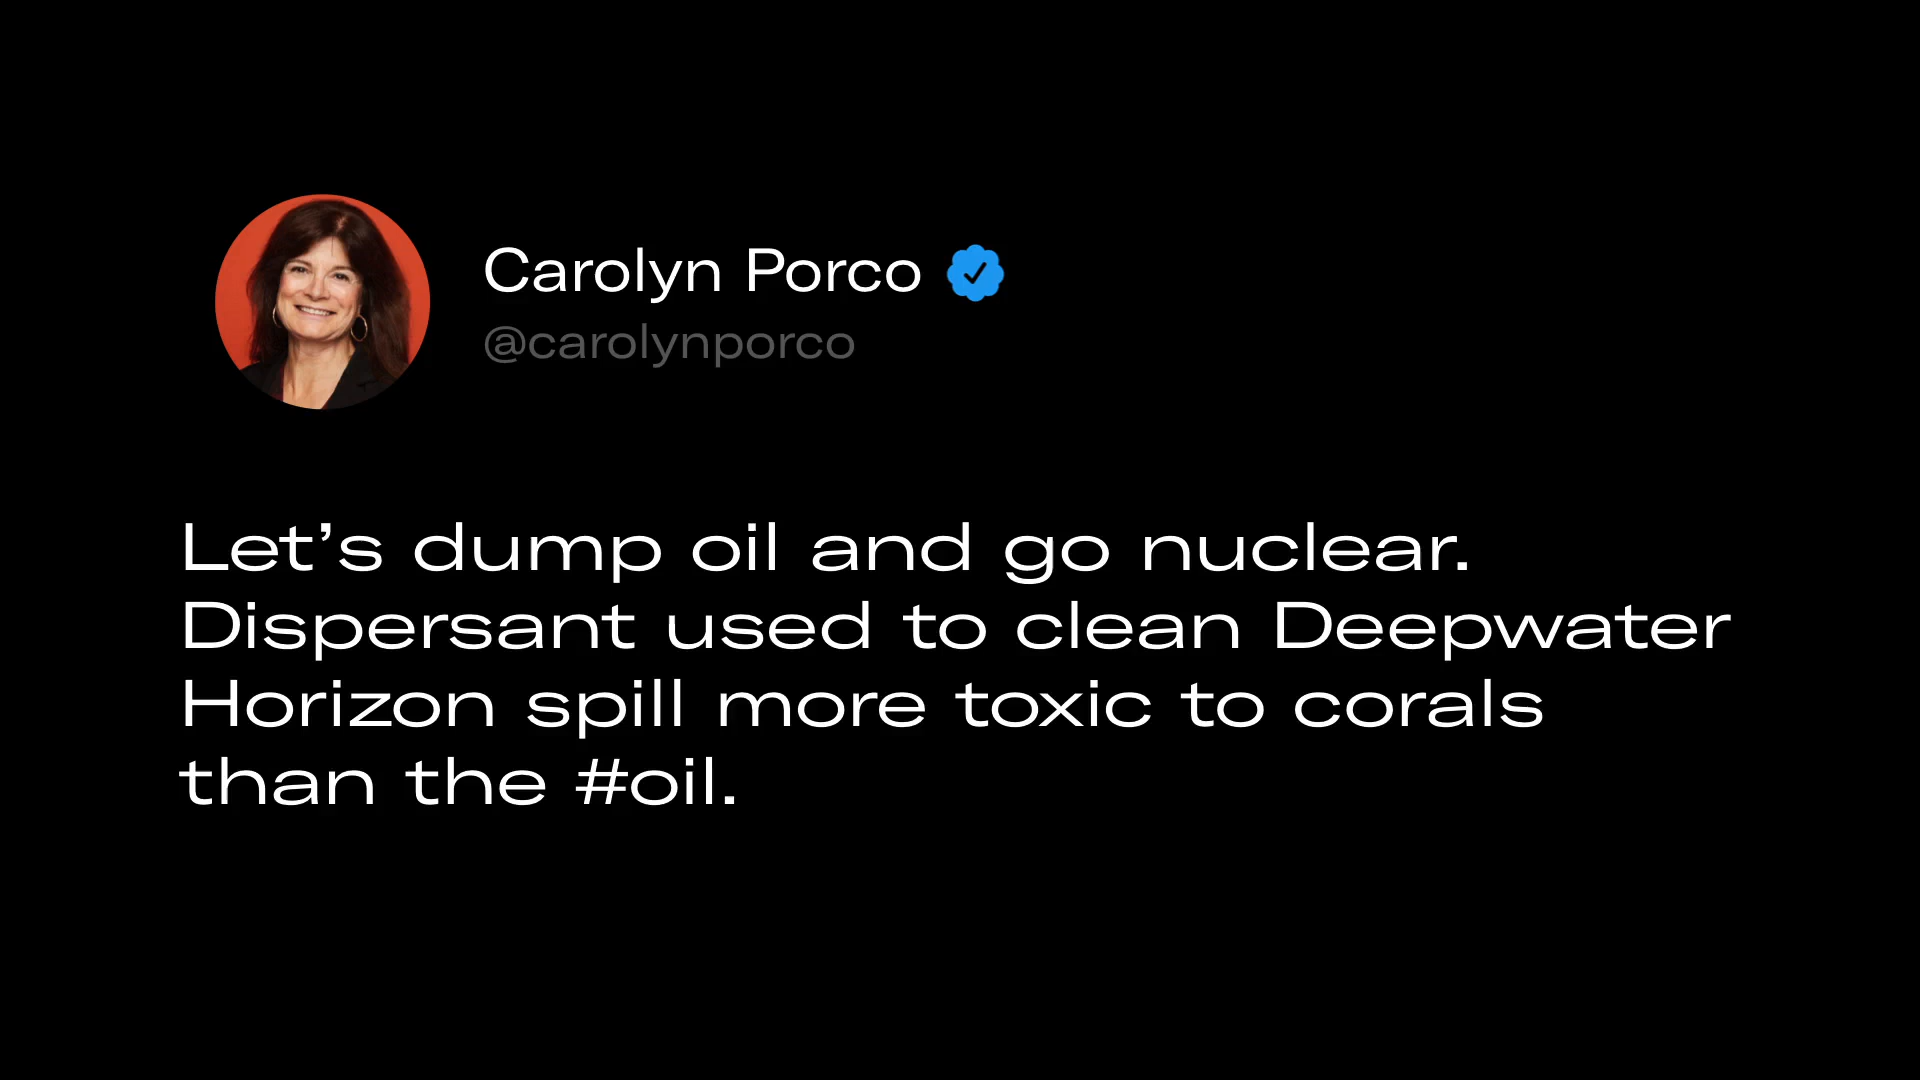 Carolyn Porco
@carolynporco
Let’s dump oil and go nuclear.
Dispersant used to clean Deepwater
Horizon spill more toxic to corals
than the #oil.